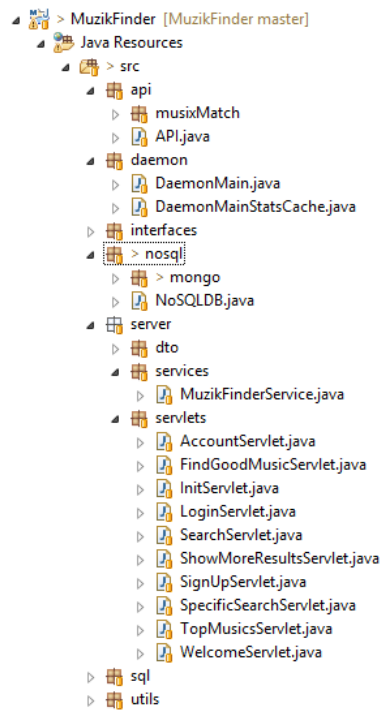 > MuzikFinder [MuzikFinder master]
Java Resources
> src
api
musixMatch
API.java
daemon
DaemonMain.java
DaemonMainStatsCache.java
interfaces
> nosql
> mongo
NoSQLDB.java
server
dto
services
MuzikFinderService.java
servlets
AccountServlet.java
FindGoodMusicServlet.java
InitServlet.java
LoginServlet.java
SearchServlet.java
ShowMoreResultsServlet.java
SignUpServlet.java
SpecificSearchServlet.java
TopMusicsServlet.java
WelcomeServlet.java
sql
utils